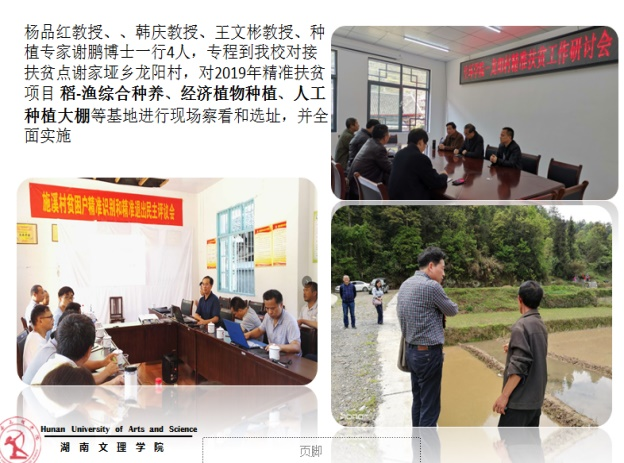 杨品红教授、、韩庆教授、王文彬教授、种
植专家谢鹏博士一行4人，专程到我校对接
扶贫点谢家垭乡龙阳村，对2019年精准扶贫
项目 稻-渔综合种养、经济植物种植、人工
种植大棚等基地进行现场察看和选址，并全
面实施
精准扶贫工作研讨会
施溪村贫困户精准识别和精准退出民主评议会
Hunan University of Arts and Science
湖南文理学院
页脚